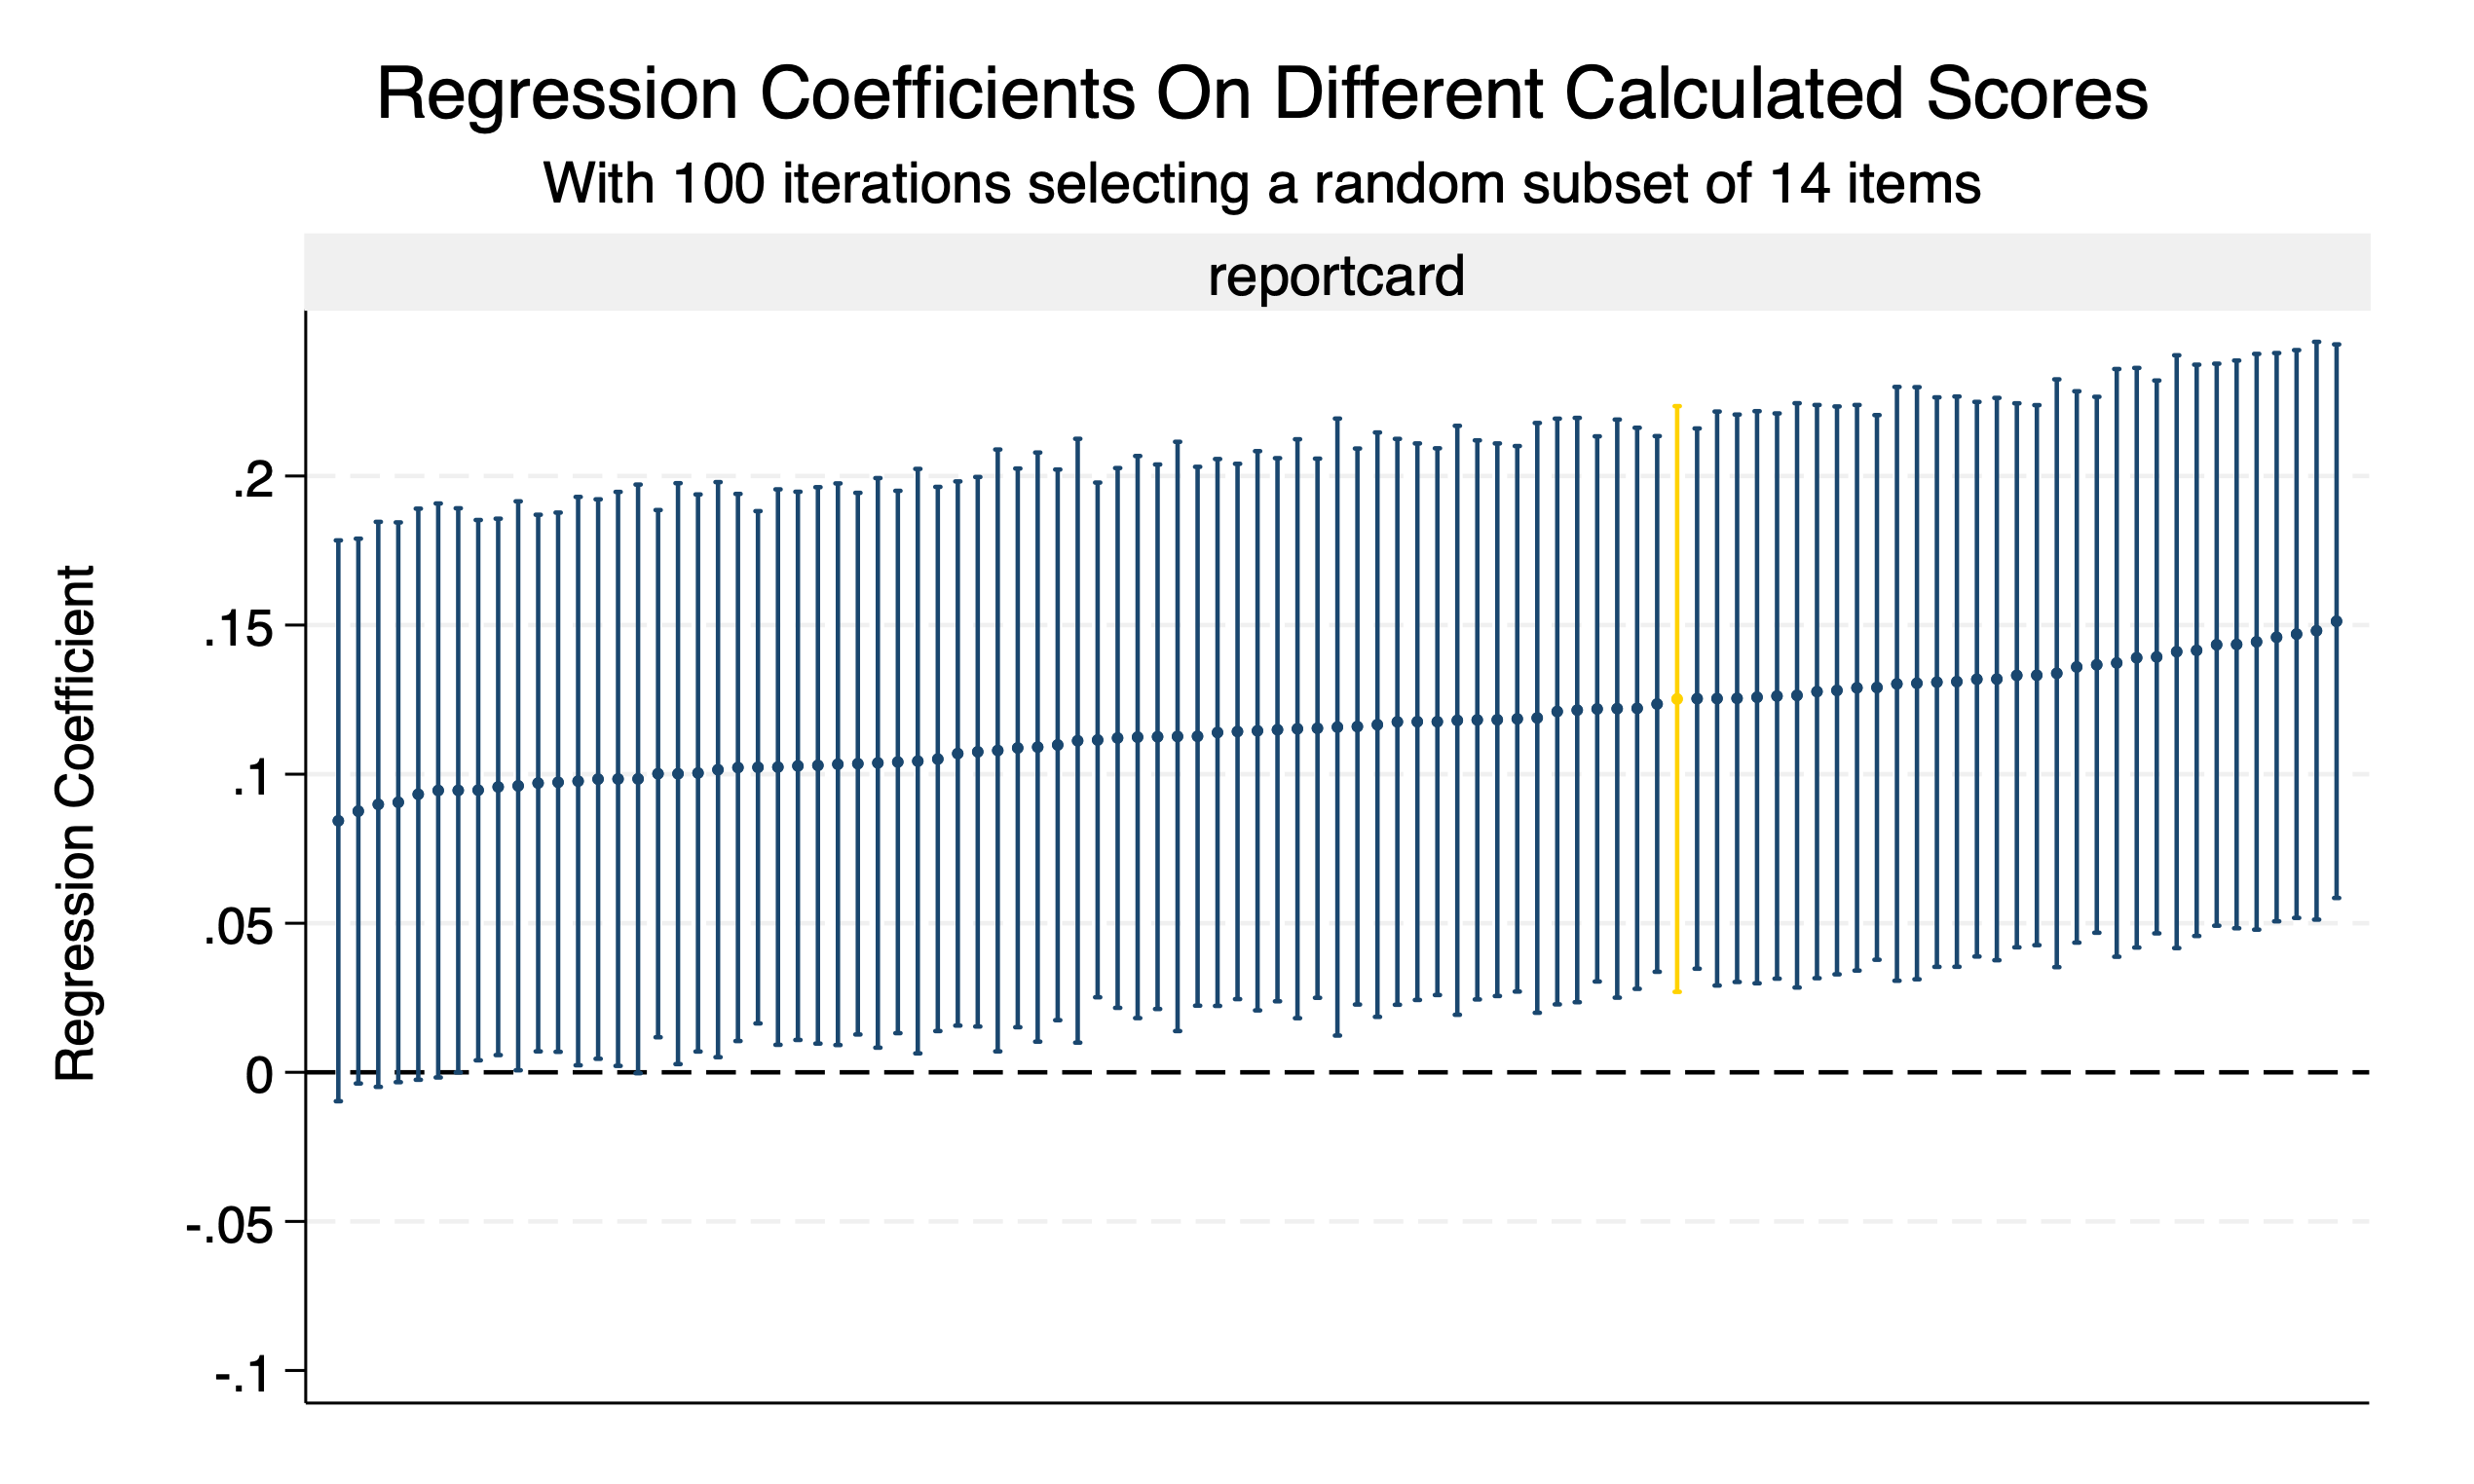 Regression Coefficients On Different Calculated Scores
With 100 iterations selecting a random subset of 14 items
reportcard
Regression Coefficient
.2
.15
.1
.05
0
-.05
-.1